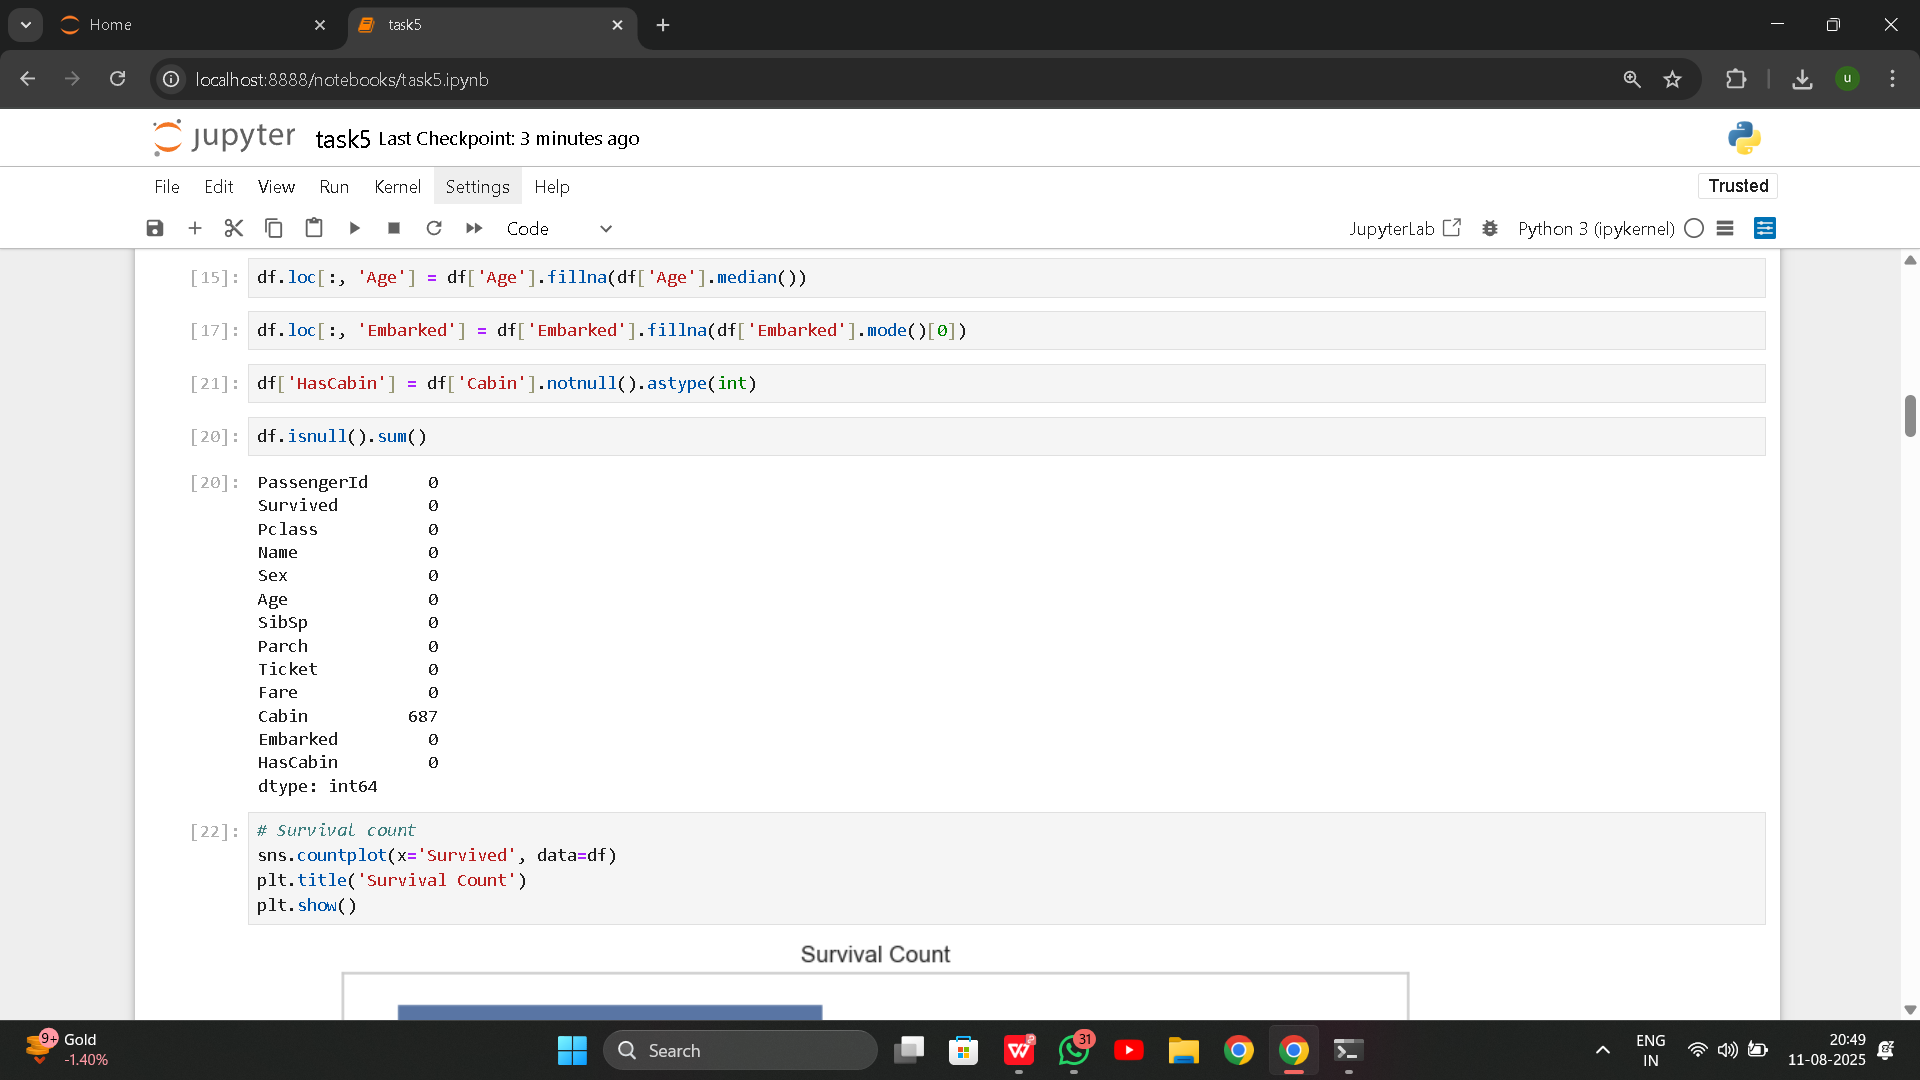 Home
task5
localhost:8888/notebooks/task5.ipynb
u
jupyter task5 Last Checkpoint: 3 minutes ago
File Edit View Run Kernel Settings Help
Trusted
Code
JupyterLab
Python 3 (ipykernel)
[15]: df.loc[:, 'Age'] = df['Age'].fillna(df['Age'].median())
[17]: df.loc[:, 'Embarked'] = df['Embarked'].fillna(df['Embarked'].mode()[0])
[21]: df['HasCabin'] = df['Cabin'].notnull().astype(int)
[20]: df.isnull().sum()
[20]: PassengerId 0
Survived 0
Pclass 0
Name 0
Sex 0
Age 0
SibSp 0
Parch 0
Ticket 0
Fare 0
Cabin 687
Embarked 0
HasCabin 0
dtype: int64
[22]: # Survival count
sns.countplot(x='Survived', data=df)
plt.title('Survival Count')
plt.show()
Survival Count
9+ Gold
-1.40%
Search
W
31
ENG
IN
20:49
11-08-2025